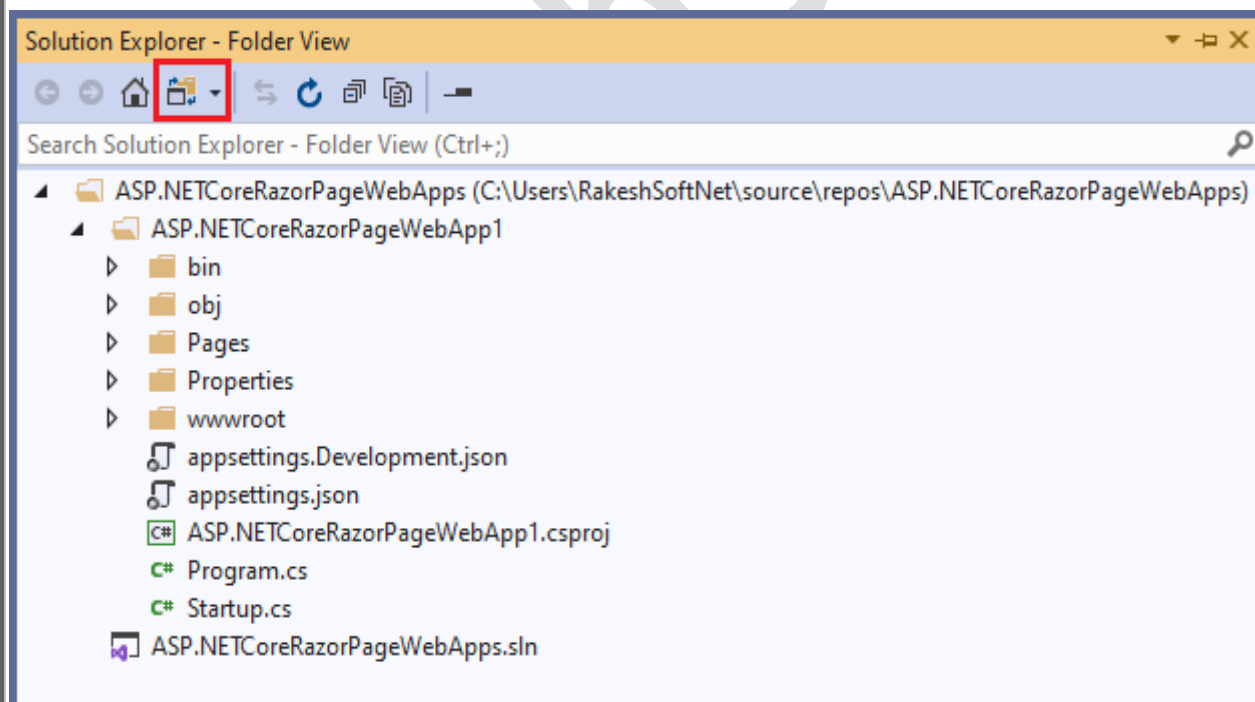 Solution Explorer - Folder View
Search Solution Explorer - Folder View (Ctrl+;)
ASP.NETCoreRazorPageWebApps (C:\Users\RakeshSoftNet\source\repos\ASP.NETCoreRazorPageWebApps)
ASP.NETCoreRazorPageWebApp1
bin
obj
Pages
Properties
wwwroot
appsettings.Development.json
appsettings.json
C# ASP.NETCoreRazorPageWebApp1.csproj
C# Program.cs
C# Startup.cs
ASP.NETCoreRazorPageWebApps.sln